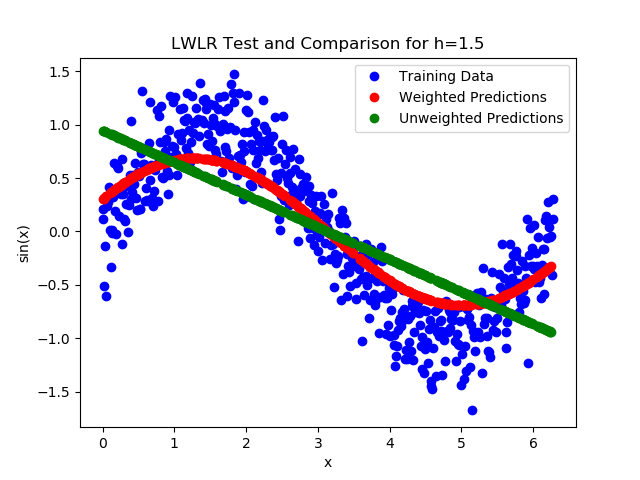 LWLR Test and Comparison for h=1.5
Training Data
Weighted Predictions
Unweighted Predictions
1.5
1.0
0.5
0.0
−0.5
−1.0
−1.5
sin(x)
0 1 2 3 4 5 6
x